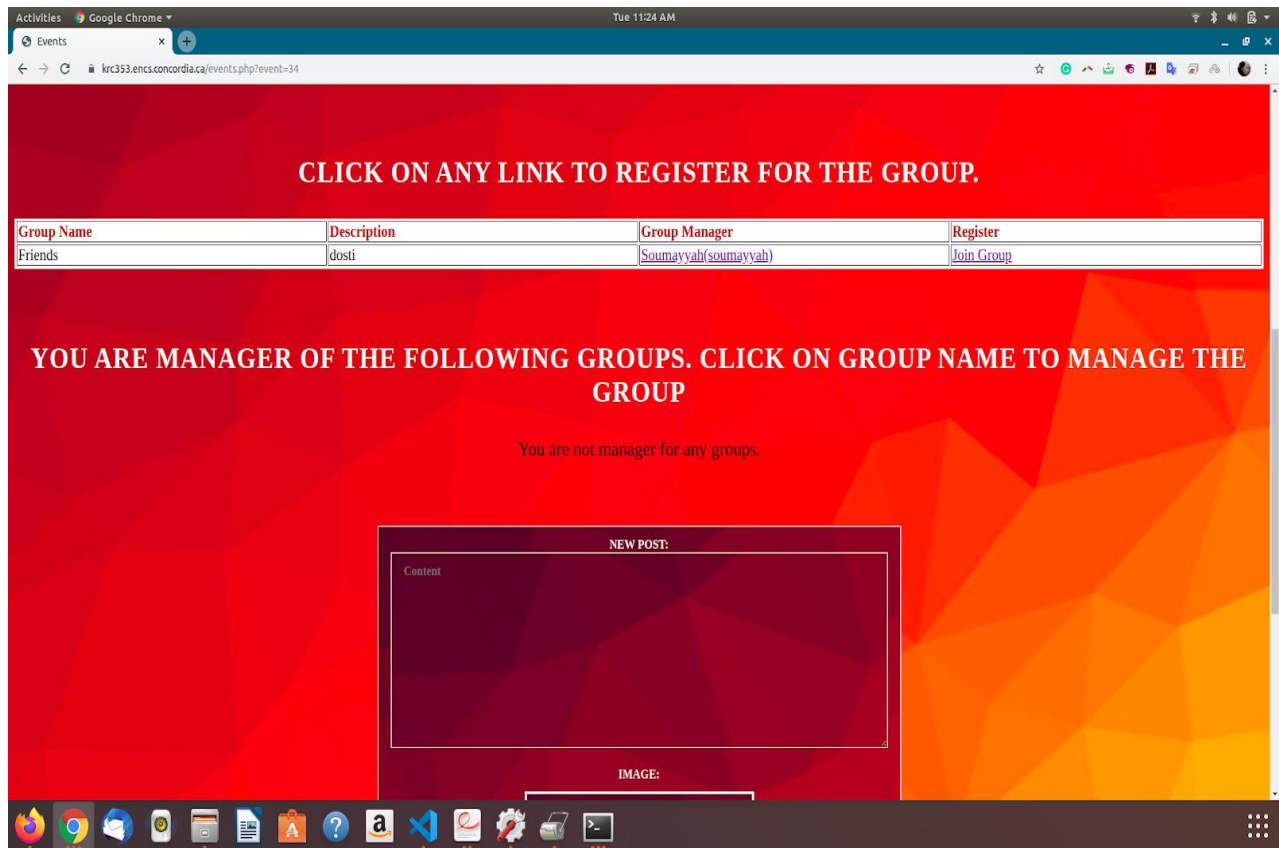 Activities Google Chrome Tue 11:24 AM
Events
krc353.encs.concordia.ca/events.php?event=34
CLICK ON ANY LINK TO REGISTER FOR THE GROUP.
Group Name Description Group Manager Register
Friends dosti Soumayyah(soumayyah) Join Group
YOU ARE MANAGER OF THE FOLLOWING GROUPS. CLICK ON GROUP NAME TO MANAGE THE
GROUP
You are not manager for any groups.
NEW POST:
Content
IMAGE: